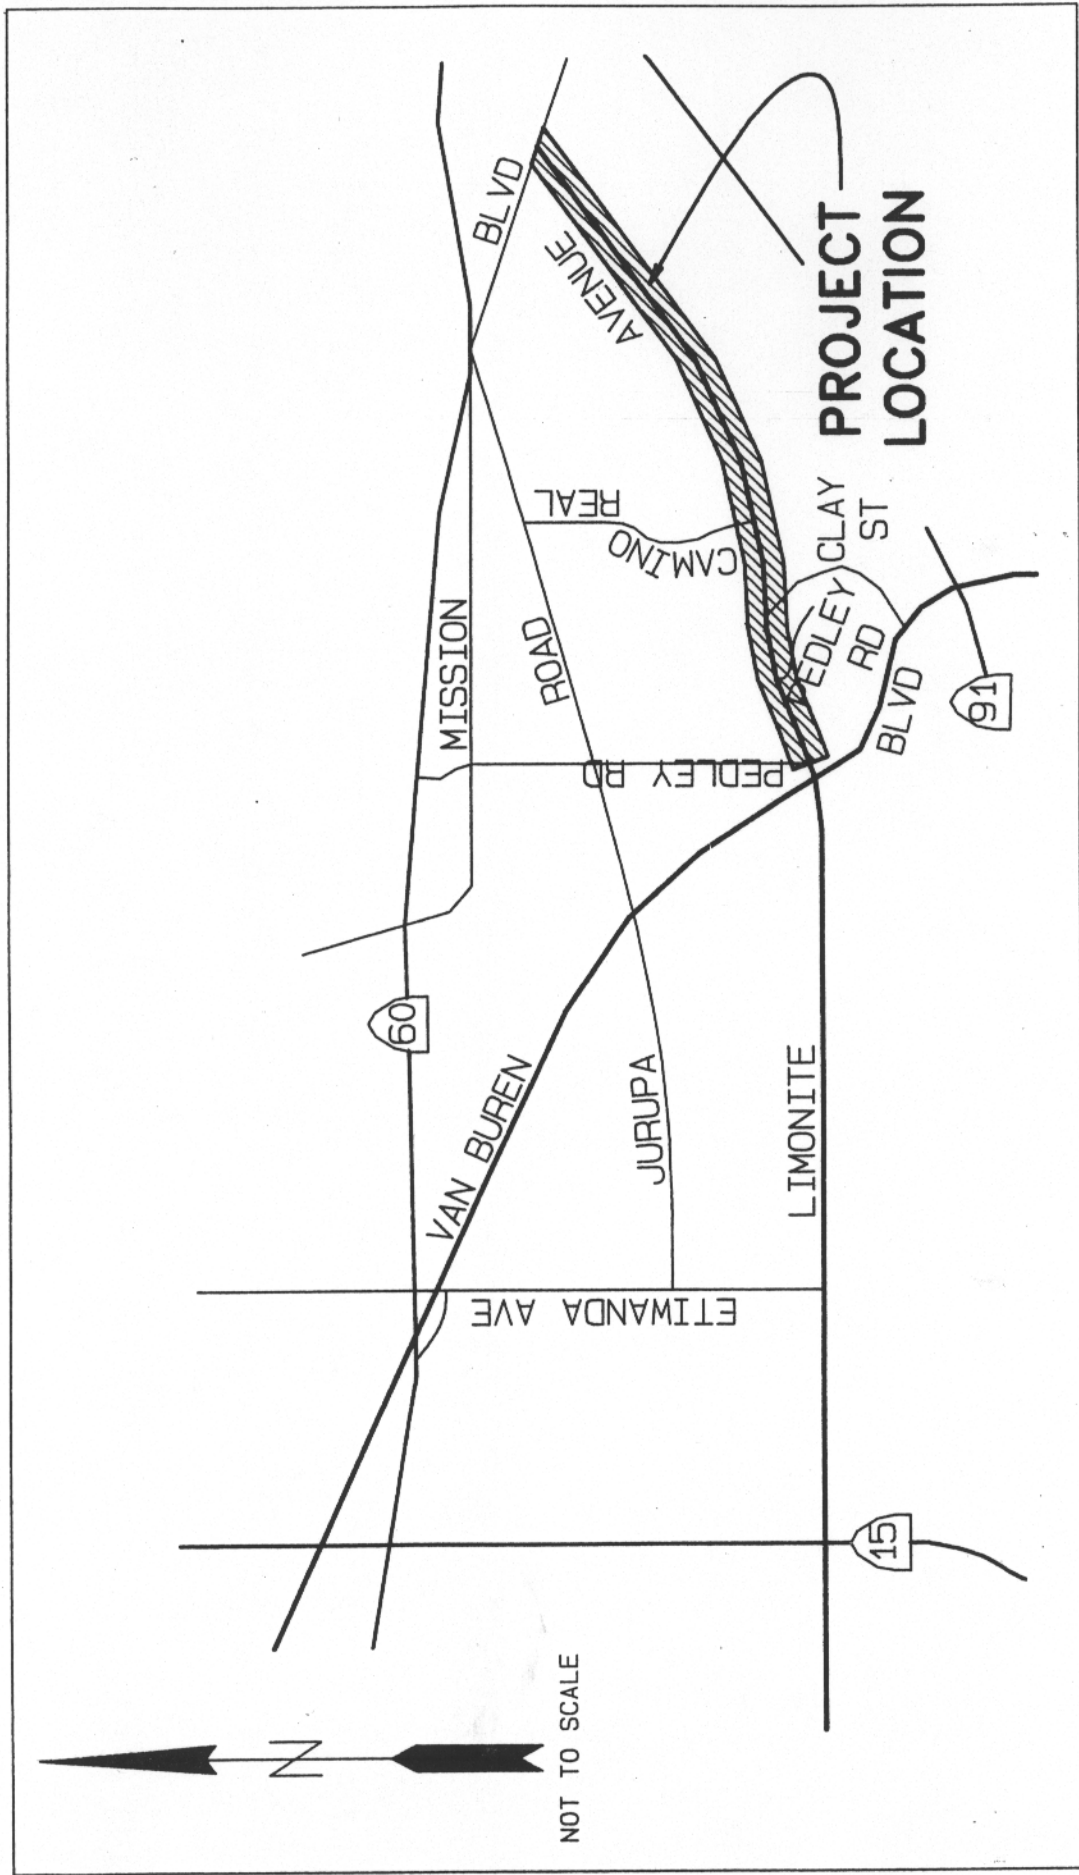 60
MISSION
BLVD
VAN BUREN
ROAD
AVENUE
REAL
CAMINO
PEDLEY RD
ETIWANDA AVE
JURUPA
LIMONITE
EDLEY
RD
CLAY
ST
PROJECT
LOCATION
BLVD
91
15
N
NOT TO SCALE